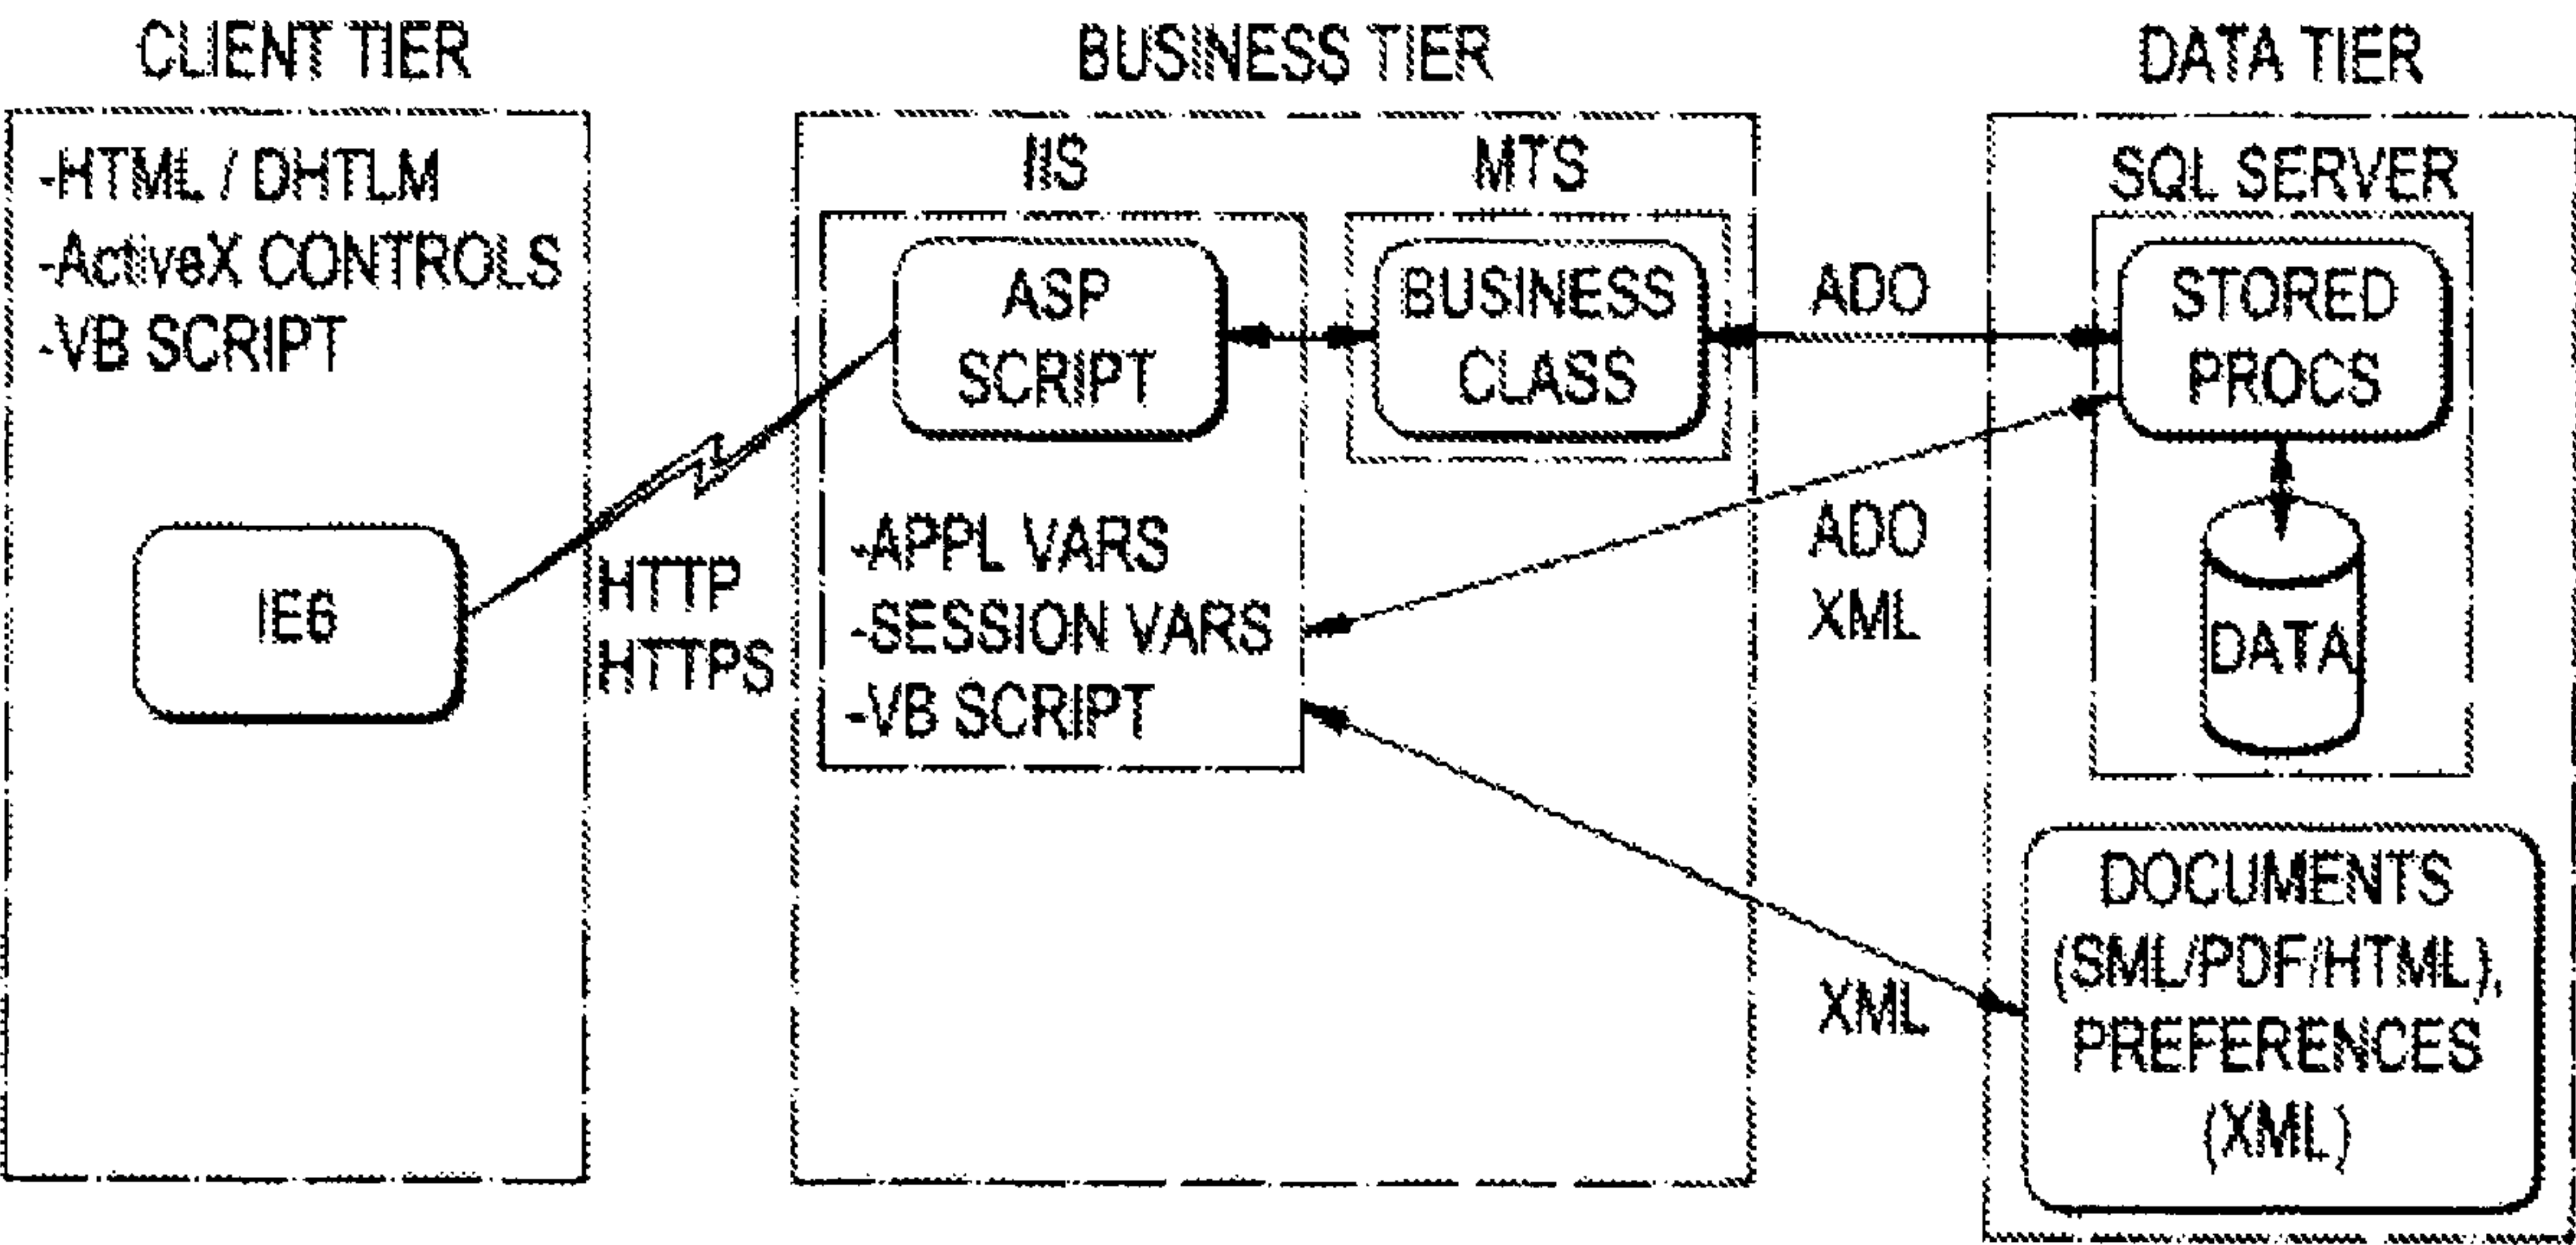 CLIENT TIER
-HTML / DHTLM
-ActiveX CONTROLS
-VB SCRIPT
IE6
HTTP
HTTPS
BUSINESS TIER
IIS
ASP
SCRIPT
-APPL VARS
-SESSION VARS
-VB SCRIPT
MTS
BUSINESS
CLASS
ADO
ADO
XML
XML
DATA TIER
SQL SERVER
STORED
PROCS
DATA
DOCUMENTS
(SML/PDF/HTML),
PREFERENCES
(XML)